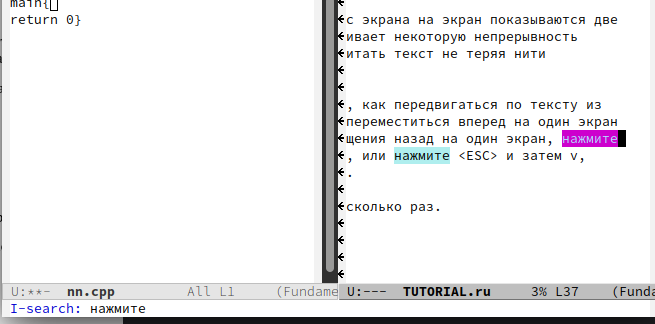 main{
return 0}
с экрана на экран показываются две
ивает некоторую непрерывность
итать текст не теряя нити
, как передвигаться по тексту из
переместиться вперед на один экран
щения назад на один экран, нажмите
, или нажмите <ESC> и затем v,
.
сколько раз.
U:**- nn.cpp All L1 (Fundame
U:--- TUTORIAL.ru 3% L37 (Funda
I-search: нажмите